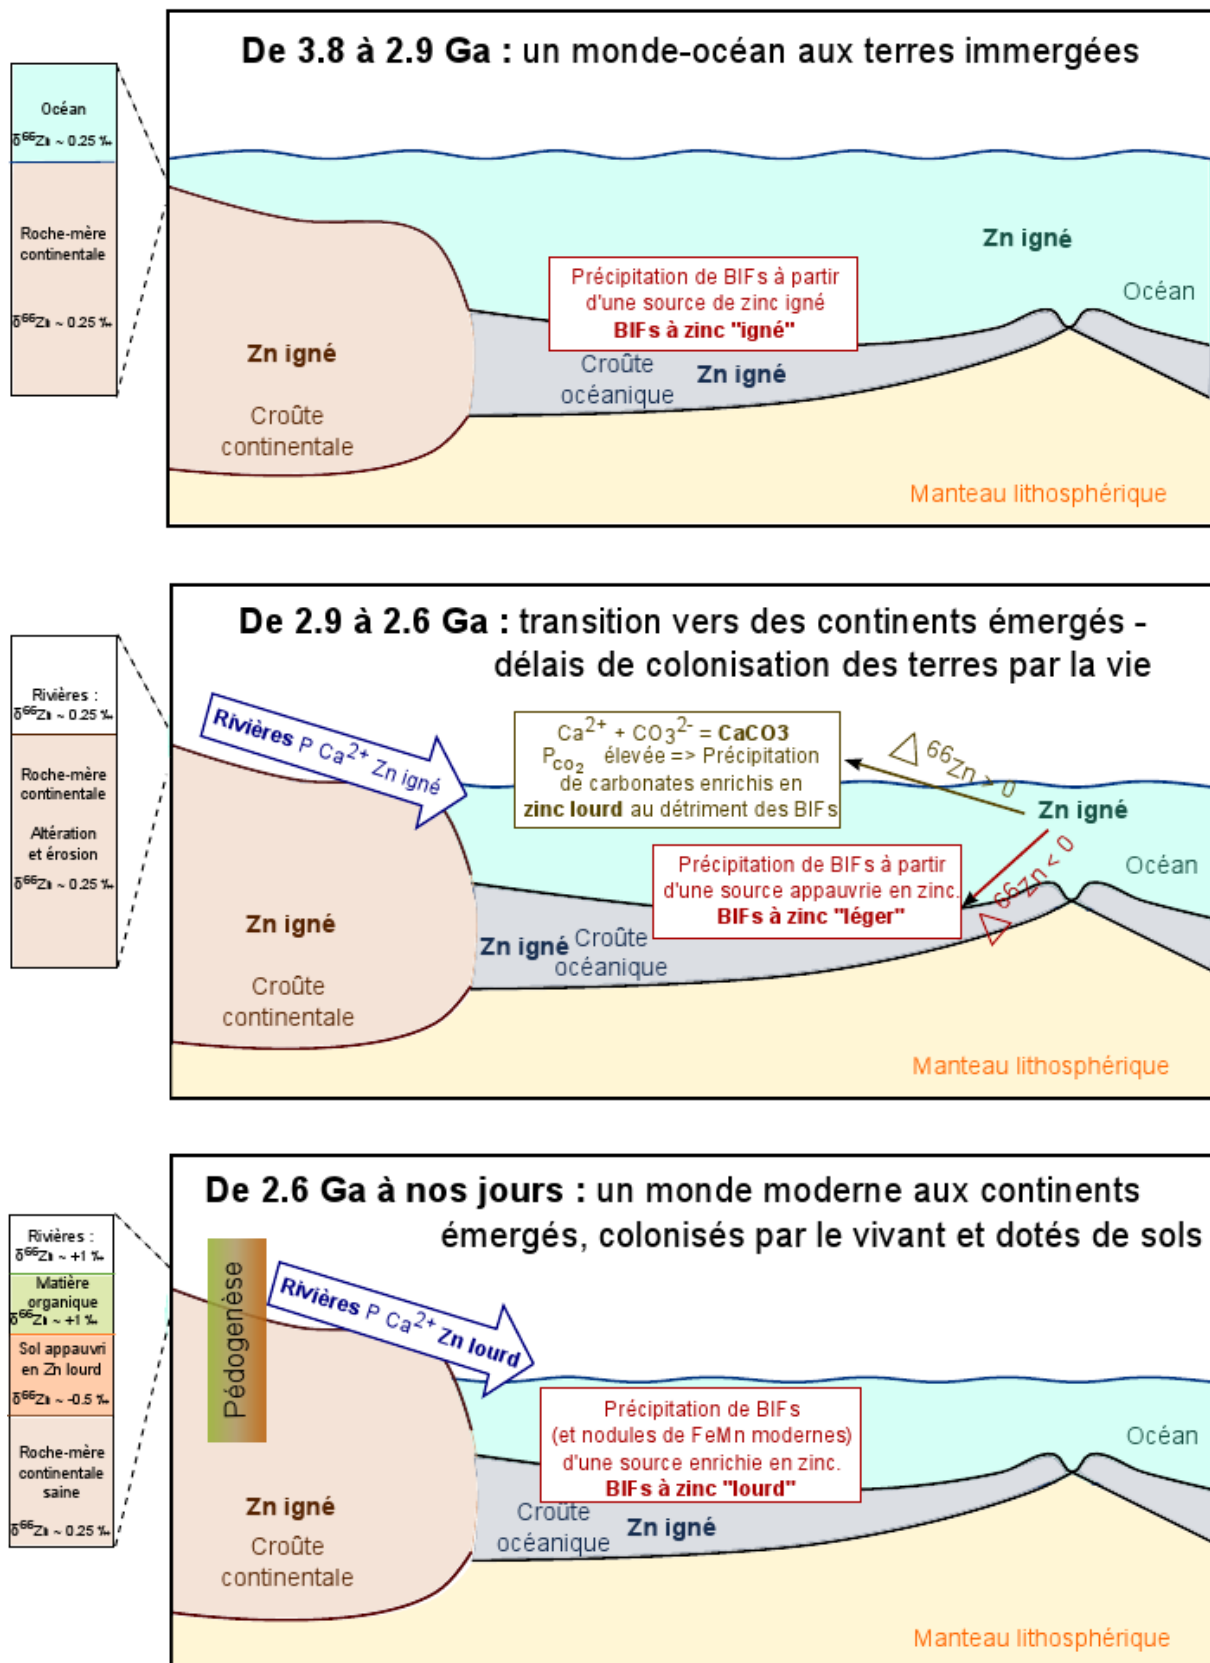 De 3.8 à 2.9 Ga : un monde-océan aux terres immergées
Océan
δ⁶⁶Zn ~ 0.25 ‰
Roche-mère
continentale
δ⁶⁶Zn ~ 0.25 ‰
Zn igné
Océan
Précipitation de BIFs à partir
d'une source de zinc igné
BIFs à zinc "igné"
Zn igné
Croûte
continentale
Croûte
océanique
Zn igné
Manteau lithosphérique
De 2.9 à 2.6 Ga : transition vers des continents émergés -
délais de colonisation des terres par la vie
Rivières :
δ⁶⁶Zn ~ 0.25 ‰
Roche-mère
continentale
Altération
et érosion
δ⁶⁶Zn ~ 0.25 ‰
Rivières P Ca²⁺ Zn igné
Ca²⁺ + CO₃²⁻ = CaCO3
P_CO₂ élevée => Précipitation
de carbonates enrichis en
zinc lourd au détriment des BIFs
△ ⁶⁶Zn > 0
Zn igné
△ ⁶⁶Zn < 0
Océan
Précipitation de BIFs à partir
d'une source appauvrie en zinc.
BIFs à zinc "léger"
Zn igné
Croûte
continentale
Zn igné
Croûte
océanique
Manteau lithosphérique
De 2.6 Ga à nos jours : un monde moderne aux continents
émergés, colonisés par le vivant et dotés de sols
Rivières :
δ⁶⁶Zn ~ +1 ‰
Matière
organique
δ⁶⁶Zn ~ +1 ‰
Sol appauvri
en Zn lourd
δ⁶⁶Zn ~ -0.5 ‰
Roche-mère
continentale
saine
δ⁶⁶Zn ~ 0.25 ‰
Pédogenèse
Rivières P Ca²⁺ Zn lourd
Précipitation de BIFs
(et nodules de FeMn modernes)
d'une source enrichie en zinc.
BIFs à zinc "lourd"
Océan
Zn igné
Croûte
continentale
Croûte
océanique
Zn igné
Manteau lithosphérique